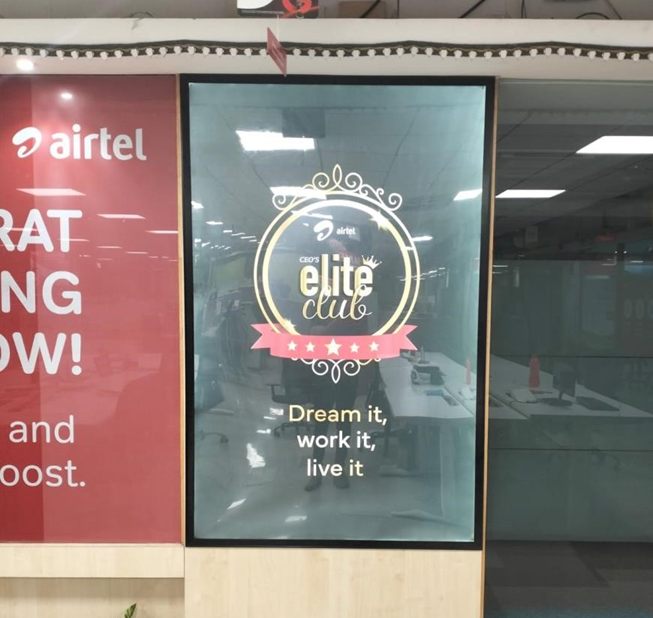 airtel
RAT
NG
OW!
and
oost.
airtel
CEO'S
elite
club
Dream it,
work it,
live it